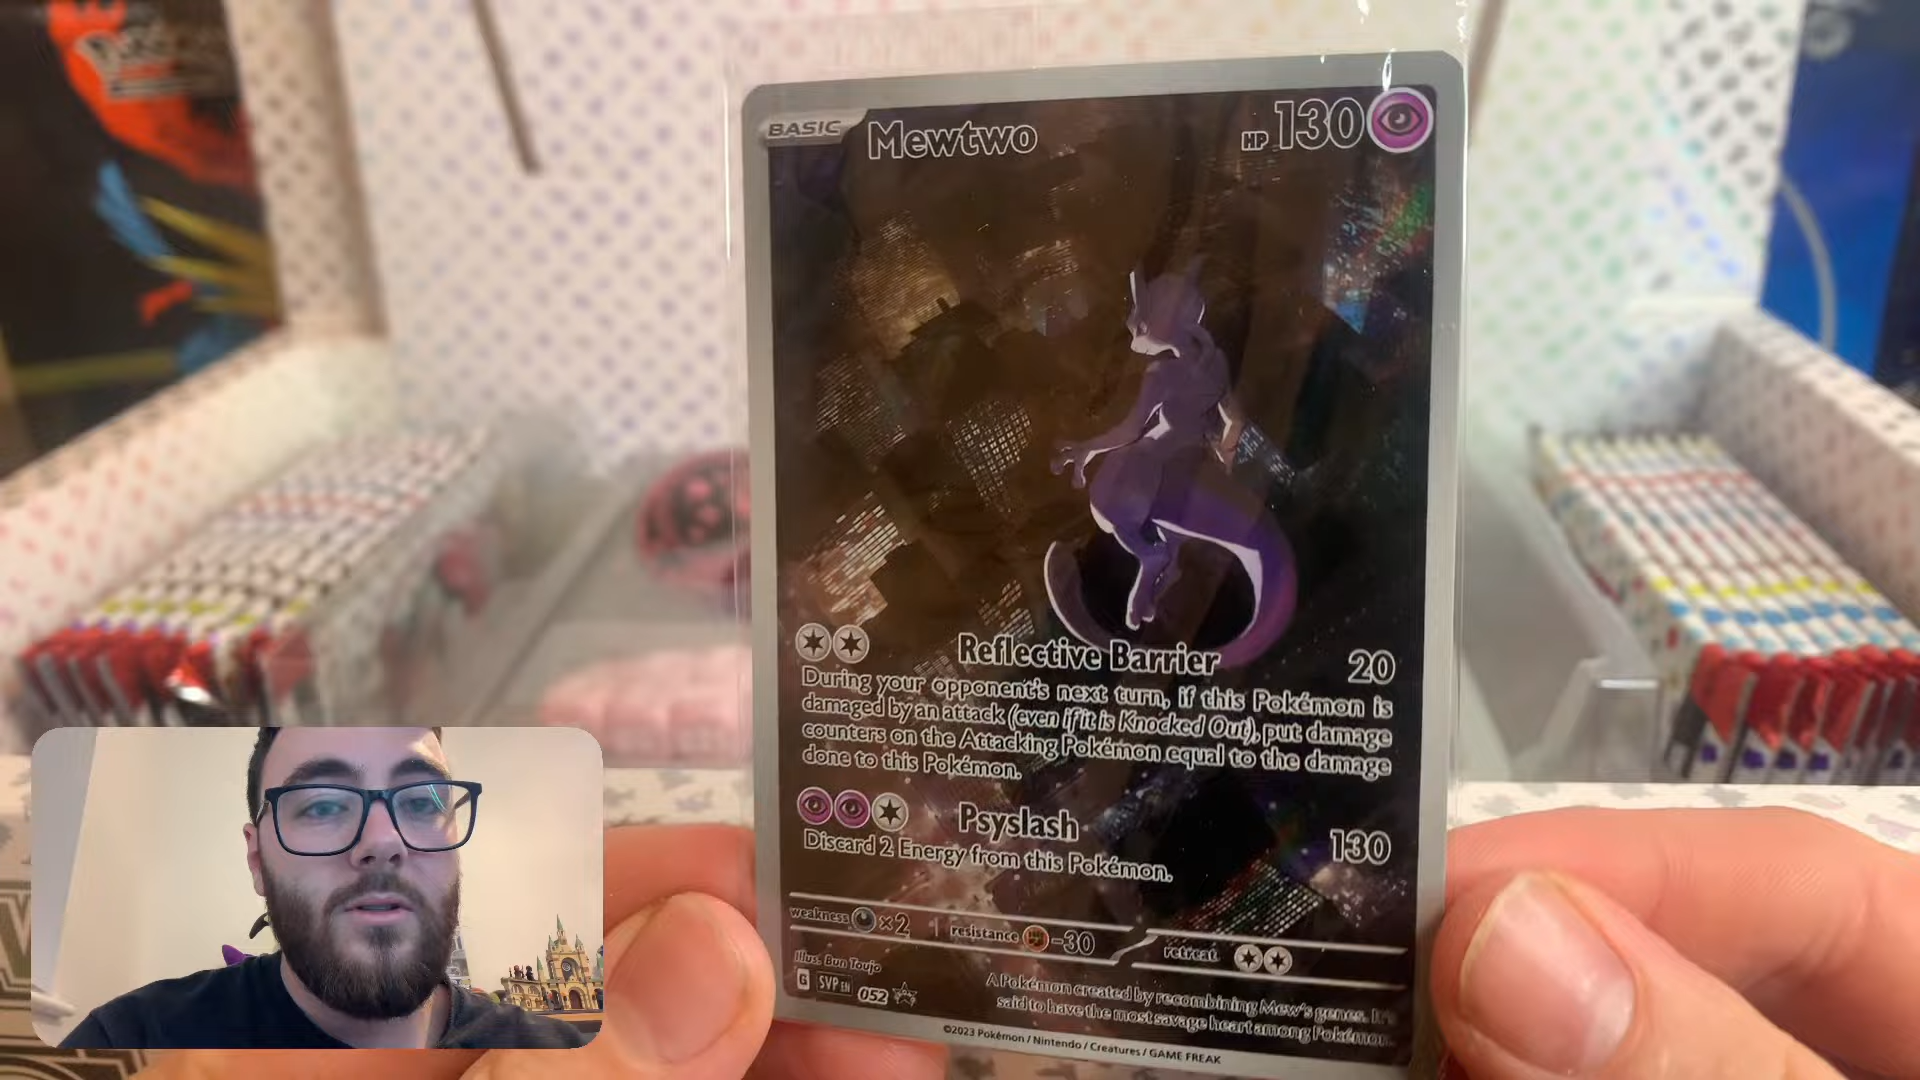 BASIC
Mewtwo
HP 130
Reflective Barrier 20
During your opponent's next turn, if this Pokémon is
damaged by an attack (even if it is Knocked Out), put damage
counters on the Attacking Pokémon equal to the damage
done to this Pokémon.
Psyslash 130
Discard 2 Energy from this Pokémon.
weakness ×2 resistance -30 retreat
Illus. Bun Toujo
G SVP EN 052
A Pokémon created by recombining Mew's genes. It's
said to have the most savage heart among Pokémon.
©2023 Pokémon / Nintendo / Creatures / GAME FREAK